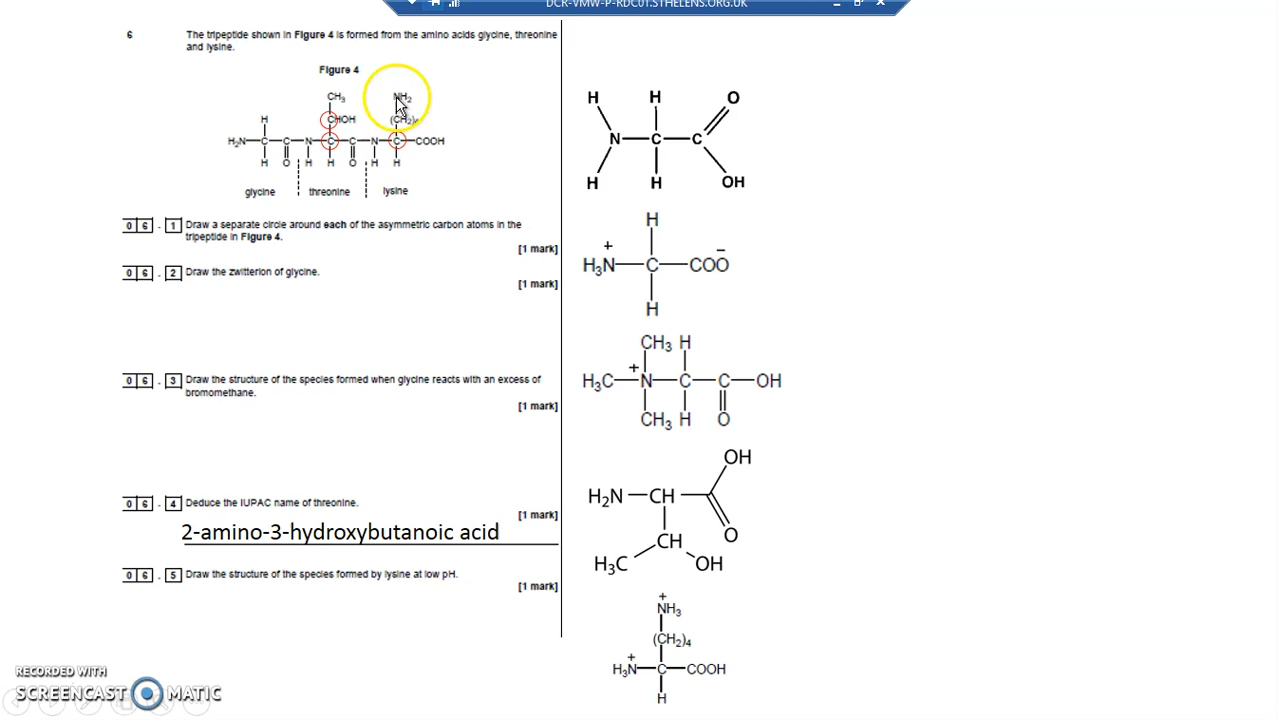 DCR-VMW-P-RDC01.STHELENS.ORG.UK
6 The tripeptide shown in Figure 4 is formed from the amino acids glycine, threonine
and lysine.
Figure 4
CH3 NH2
H CHOH (CH2)4
H2N C C N C C N C COOH
H O H H O H H
glycine threonine lysine
0 6 . 1 Draw a separate circle around each of the asymmetric carbon atoms in the
tripeptide in Figure 4.
[1 mark]
0 6 . 2 Draw the zwitterion of glycine.
[1 mark]
0 6 . 3 Draw the structure of the species formed when glycine reacts with an excess of
bromomethane.
[1 mark]
0 6 . 4 Deduce the IUPAC name of threonine.
[1 mark]
2-amino-3-hydroxybutanoic acid
0 6 . 5 Draw the structure of the species formed by lysine at low pH.
[1 mark]
H H O
N C C
H H OH
H
+ −
H3N C COO
H
CH3 H
+
H3C N C C OH
CH3 H O
OH
H2N CH
O
CH
H3C OH
+
NH3
(CH2)4
+
H3N C COOH
H
RECORDED WITH
SCREENCAST MATIC